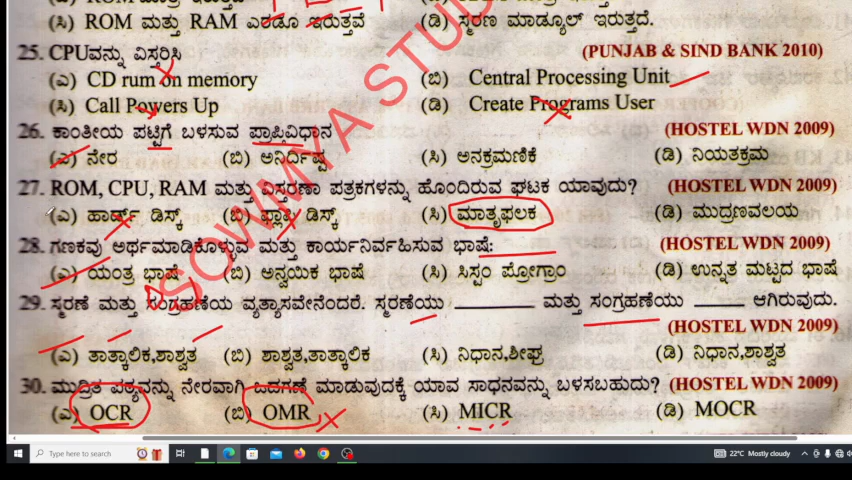 (ಸಿ) ROM ಮತ್ತು RAM ಎರಡೂ ಇರುತ್ತವೆ (ಡಿ) ಸ್ಮರಣ ಮಾಡ್ಯೂಲ್ ಇರುತ್ತದೆ.
25. CPUವನ್ನು ವಿಸ್ತರಿಸಿ (PUNJAB & SIND BANK 2010)
(ಎ) CD rum on memory (ಬಿ) Central Processing Unit
(ಸಿ) Call Powers Up (ಡಿ) Create Programs User
26. ಕಾಂತೀಯ ಪಟ್ಟಿಗೆ ಬಳಸುವ ಪ್ರಾಪ್ತಿವಿಧಾನ (HOSTEL WDN 2009)
(ಎ) ನೇರ (ಬಿ) ಅನಿರ್ದಿಷ್ಟ (ಸಿ) ಅನಕ್ರಮಣಿಕೆ (ಡಿ) ನಿಯತಕ್ರಮ
27. ROM, CPU, RAM ಮತ್ತು ವಿಸ್ತರಣಾ ಪತ್ರಕಗಳನ್ನು ಹೊಂದಿರುವ ಘಟಕ ಯಾವುದು? (HOSTEL WDN 2009)
(ಎ) ಹಾರ್ಡ್ ಡಿಸ್ಕ್ (ಬಿ) ಫ್ಲಾಪಿ ಡಿಸ್ಕ್ (ಸಿ) ಮಾತೃಫಲಕ (ಡಿ) ಮುದ್ರಣವಲಯ
28. ಗಣಕವು ಅರ್ಥಮಾಡಿಕೊಳ್ಳುವ ಮತ್ತು ಕಾರ್ಯನಿರ್ವಹಿಸುವ ಭಾಷೆ: (HOSTEL WDN 2009)
(ಎ) ಯಂತ್ರ ಭಾಷೆ (ಬಿ) ಅನ್ವಯಿಕ ಭಾಷೆ (ಸಿ) ಸಿಸ್ಟಂ ಪ್ರೋಗ್ರಾಂ (ಡಿ) ಉನ್ನತ ಮಟ್ಟದ ಭಾಷೆ
29. ಸ್ಮರಣೆ ಮತ್ತು ಸಂಗ್ರಹಣೆಯ ವ್ಯತ್ಯಾಸವೇನೆಂದರೆ. ಸ್ಮರಣೆಯು ________ ಮತ್ತು ಸಂಗ್ರಹಣೆಯು _____ ಆಗಿರುವುದು.
(HOSTEL WDN 2009)
(ಎ) ತಾತ್ಕಾಲಿಕ,ಶಾಶ್ವತ (ಬಿ) ಶಾಶ್ವತ,ತಾತ್ಕಾಲಿಕ (ಸಿ) ನಿಧಾನ,ಶೀಘ್ರ (ಡಿ) ನಿಧಾನ,ಶಾಶ್ವತ
30. ಮುದ್ರಿತ ಪಠ್ಯವನ್ನು ನೇರವಾಗಿ ಒದಗಣೆ ಮಾಡುವುದಕ್ಕೆ ಯಾವ ಸಾಧನವನ್ನು ಬಳಸಬಹುದು? (HOSTEL WDN 2009)
(ಎ) OCR (ಬಿ) OMR (ಸಿ) MICR (ಡಿ) MOCR
SOWMYA STU
Type here to search 22°C Mostly cloudy